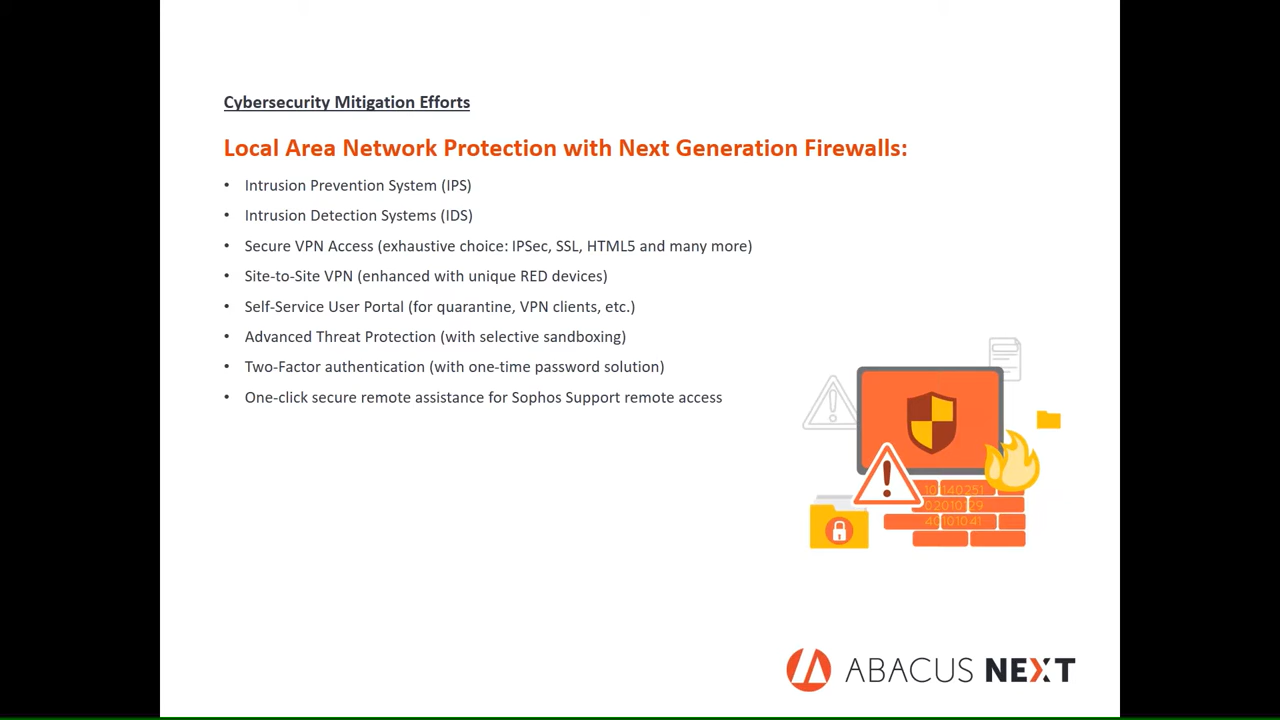 Cybersecurity Mitigation Efforts
Local Area Network Protection with Next Generation Firewalls:
• Intrusion Prevention System (IPS)
• Intrusion Detection Systems (IDS)
• Secure VPN Access (exhaustive choice: IPSec, SSL, HTML5 and many more)
• Site-to-Site VPN (enhanced with unique RED devices)
• Self-Service User Portal (for quarantine, VPN clients, etc.)
• Advanced Threat Protection (with selective sandboxing)
• Two-Factor authentication (with one-time password solution)
• One-click secure remote assistance for Sophos Support remote access
ABACUS NEXT